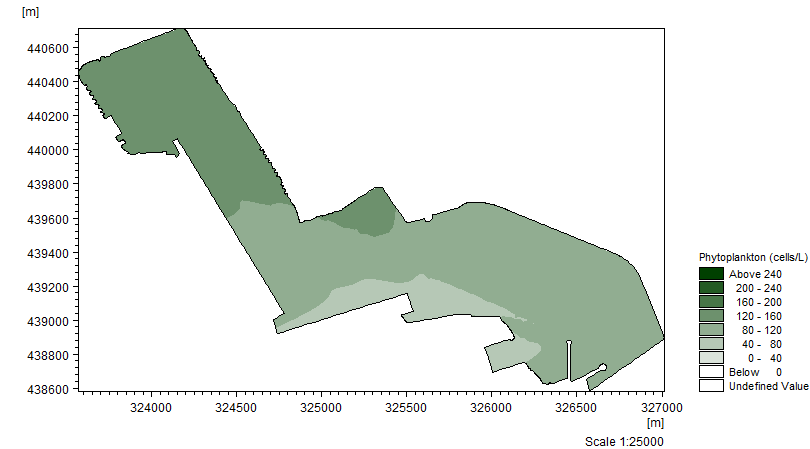 [m]
440600
440400
440200
440000
439800
439600
439400
439200
439000
438800
438600
324000 324500 325000 325500 326000 326500 327000
[m]
Scale 1:25000
Phytoplankton (cells/L)
Above 240
200 - 240
160 - 200
120 - 160
80 - 120
40 - 80
0 - 40
Below 0
Undefined Value